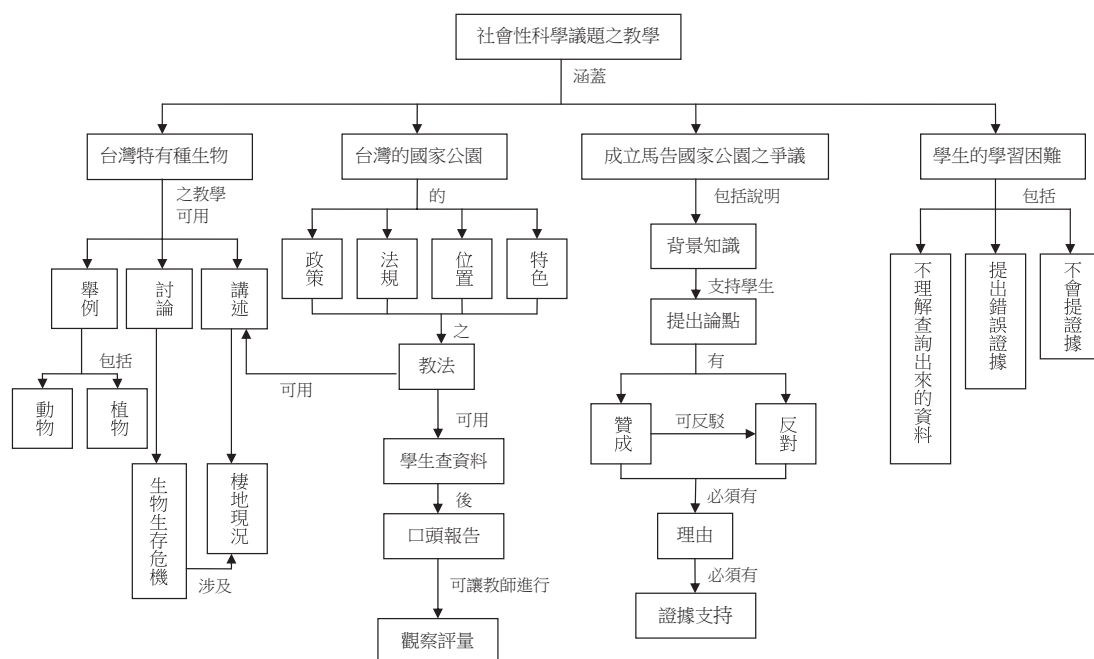 社會性科學議題之教學
涵蓋
台灣特有種生物
台灣的國家公園
成立馬告國家公園之爭議
學生的學習困難
之教學
可用
的
包括說明
包括
舉例
討論
講述
政策
法規
位置
特色
背景知識
不理解查詢出來的資料
提出錯誤證據
不會提證據
支持學生
提出論點
之
教法
包括
可用
有
動物
植物
贊成
可反駁
反對
可用
學生查資料
生物生存危機
棲地現況
後
必須有
口頭報告
理由
涉及
可讓教師進行
必須有
觀察評量
證據支持